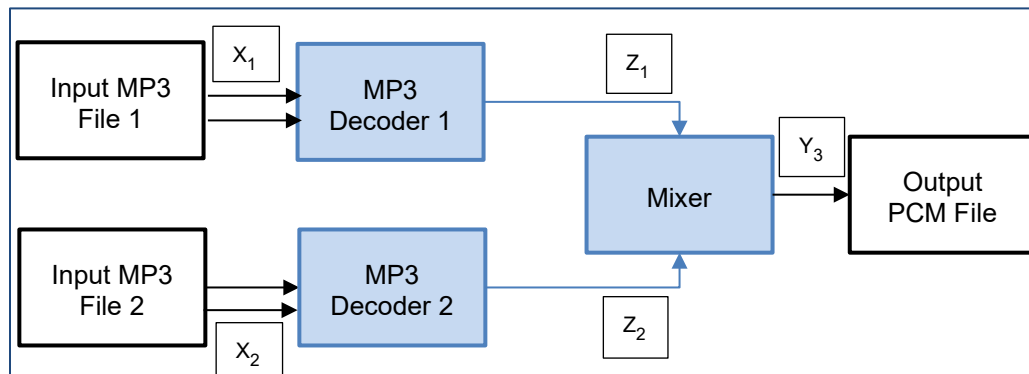 X1
Input MP3
File 1
MP3
Decoder 1
Z1
Mixer
Y3
Output
PCM File
Input MP3
File 2
X2
MP3
Decoder 2
Z2